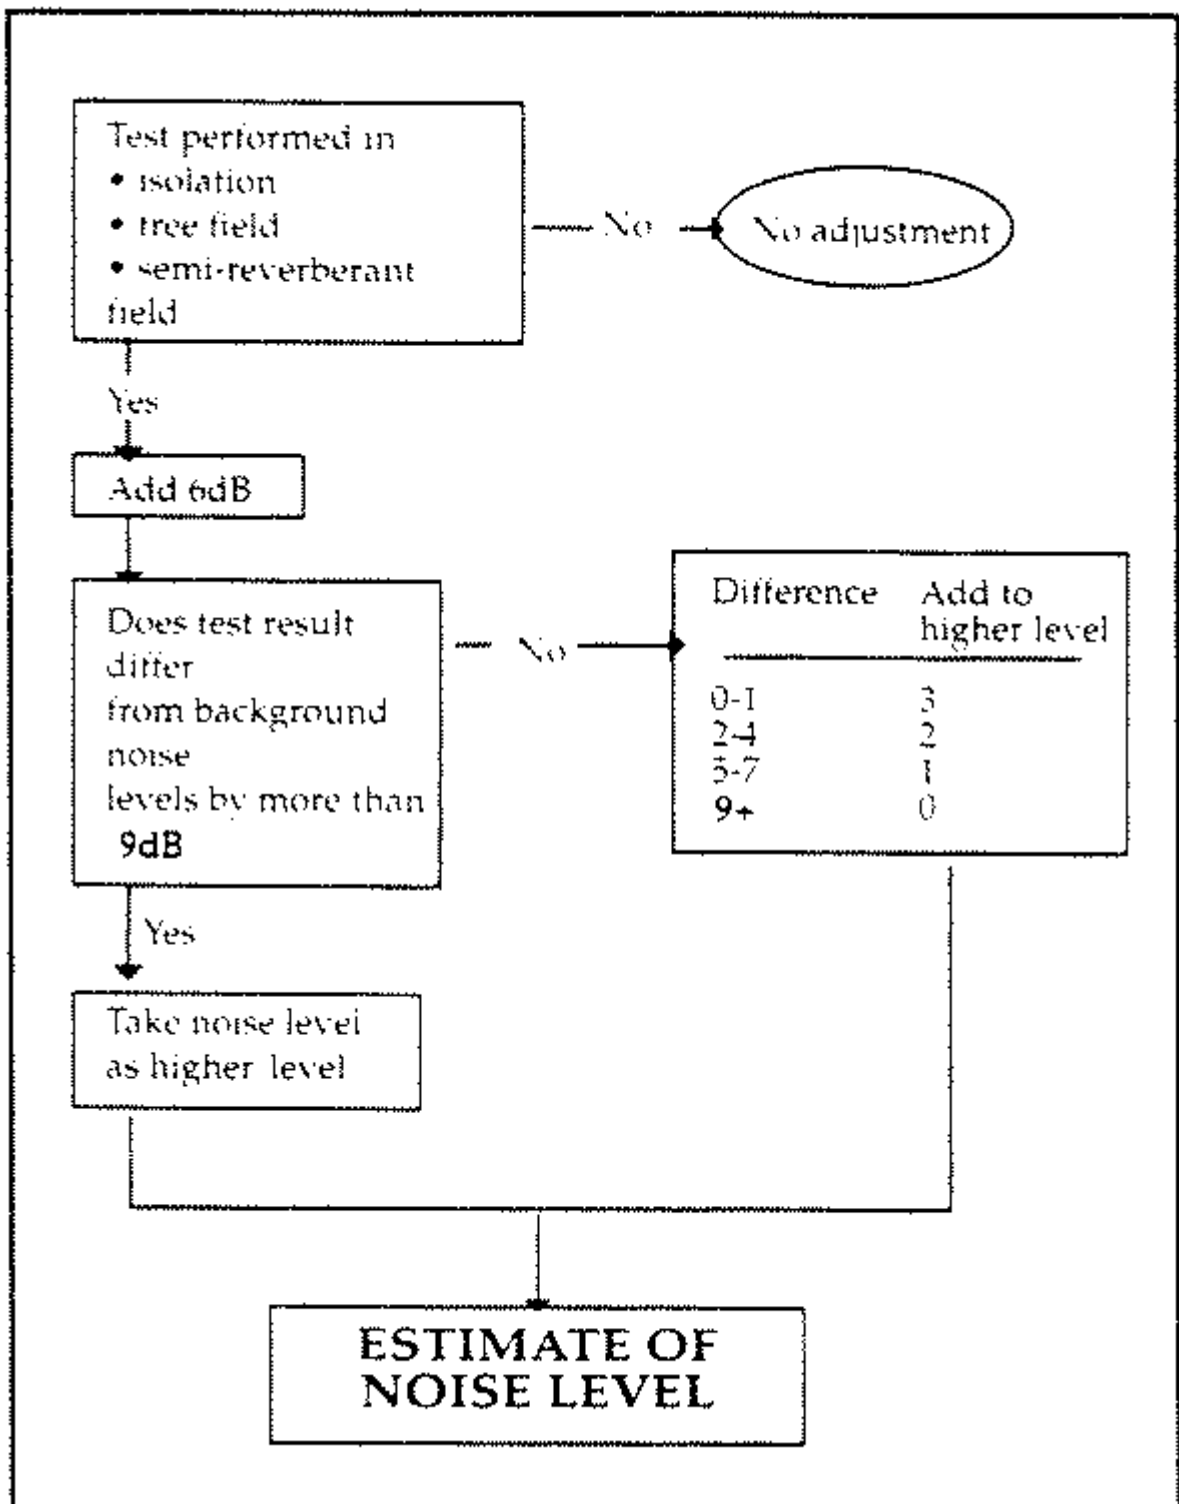 Test performed in
• isolation
• free field
• semi-reverberant
field
No
No adjustment
Yes
Add 6dB
Does test result
differ
from background
noise
levels by more than
9dB
No
Difference Add to
higher level
0-1 3
2-4 2
5-7 1
9+ 0
Yes
Take noise level
as higher level
ESTIMATE OF
NOISE LEVEL